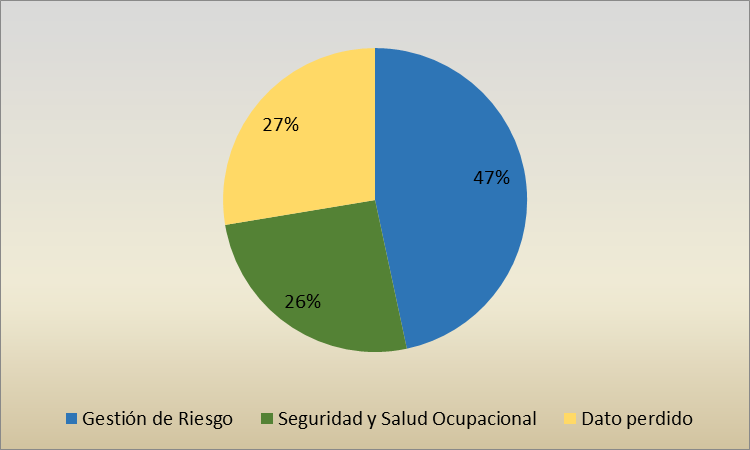 27%
47%
26%
Gestión de Riesgo Seguridad y Salud Ocupacional Dato perdido